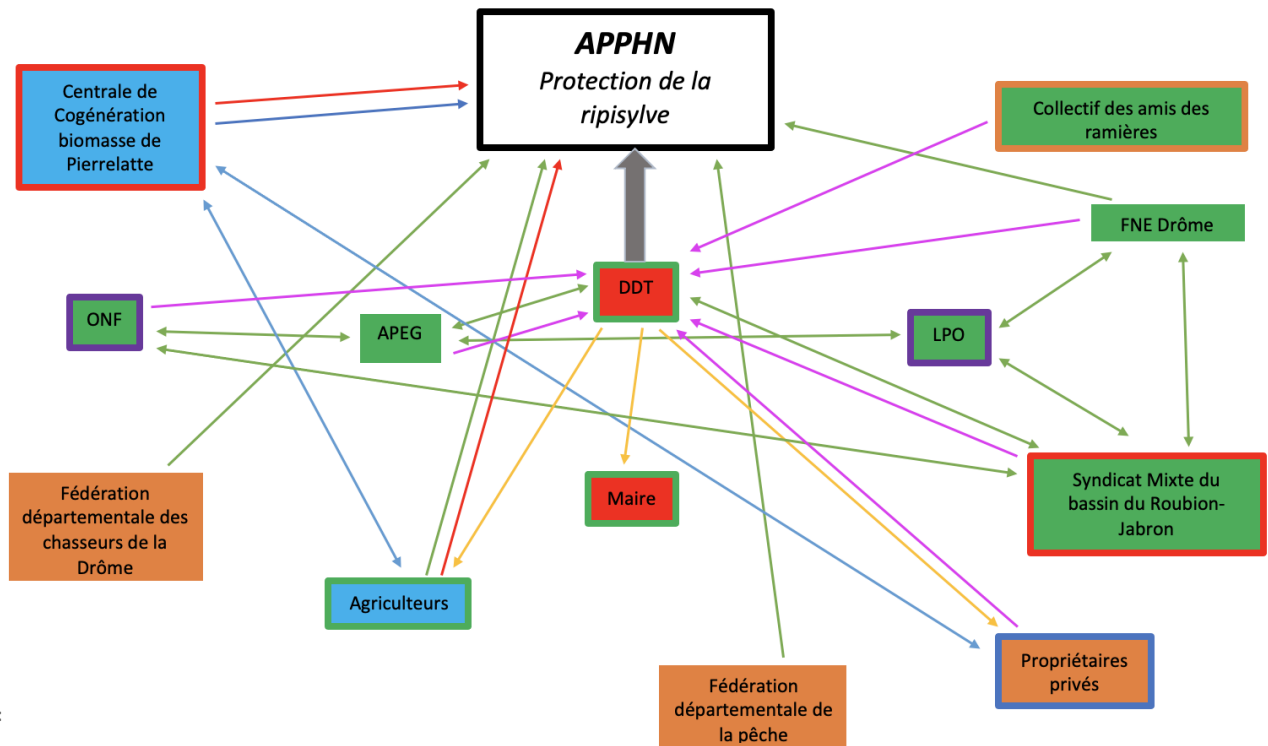 APPHN
Protection de la
ripisylve
Centrale de
Cogénération
biomasse de
Pierrelatte
Collectif des amis des
ramières
FNE Drôme
DDT
ONF
APEG
LPO
Fédération
départementale des
chasseurs de la
Drôme
Maire
Syndicat Mixte du
bassin du Roubion-
Jabron
Agriculteurs
Propriétaires
privés
Fédération
départementale de
la pêche
: